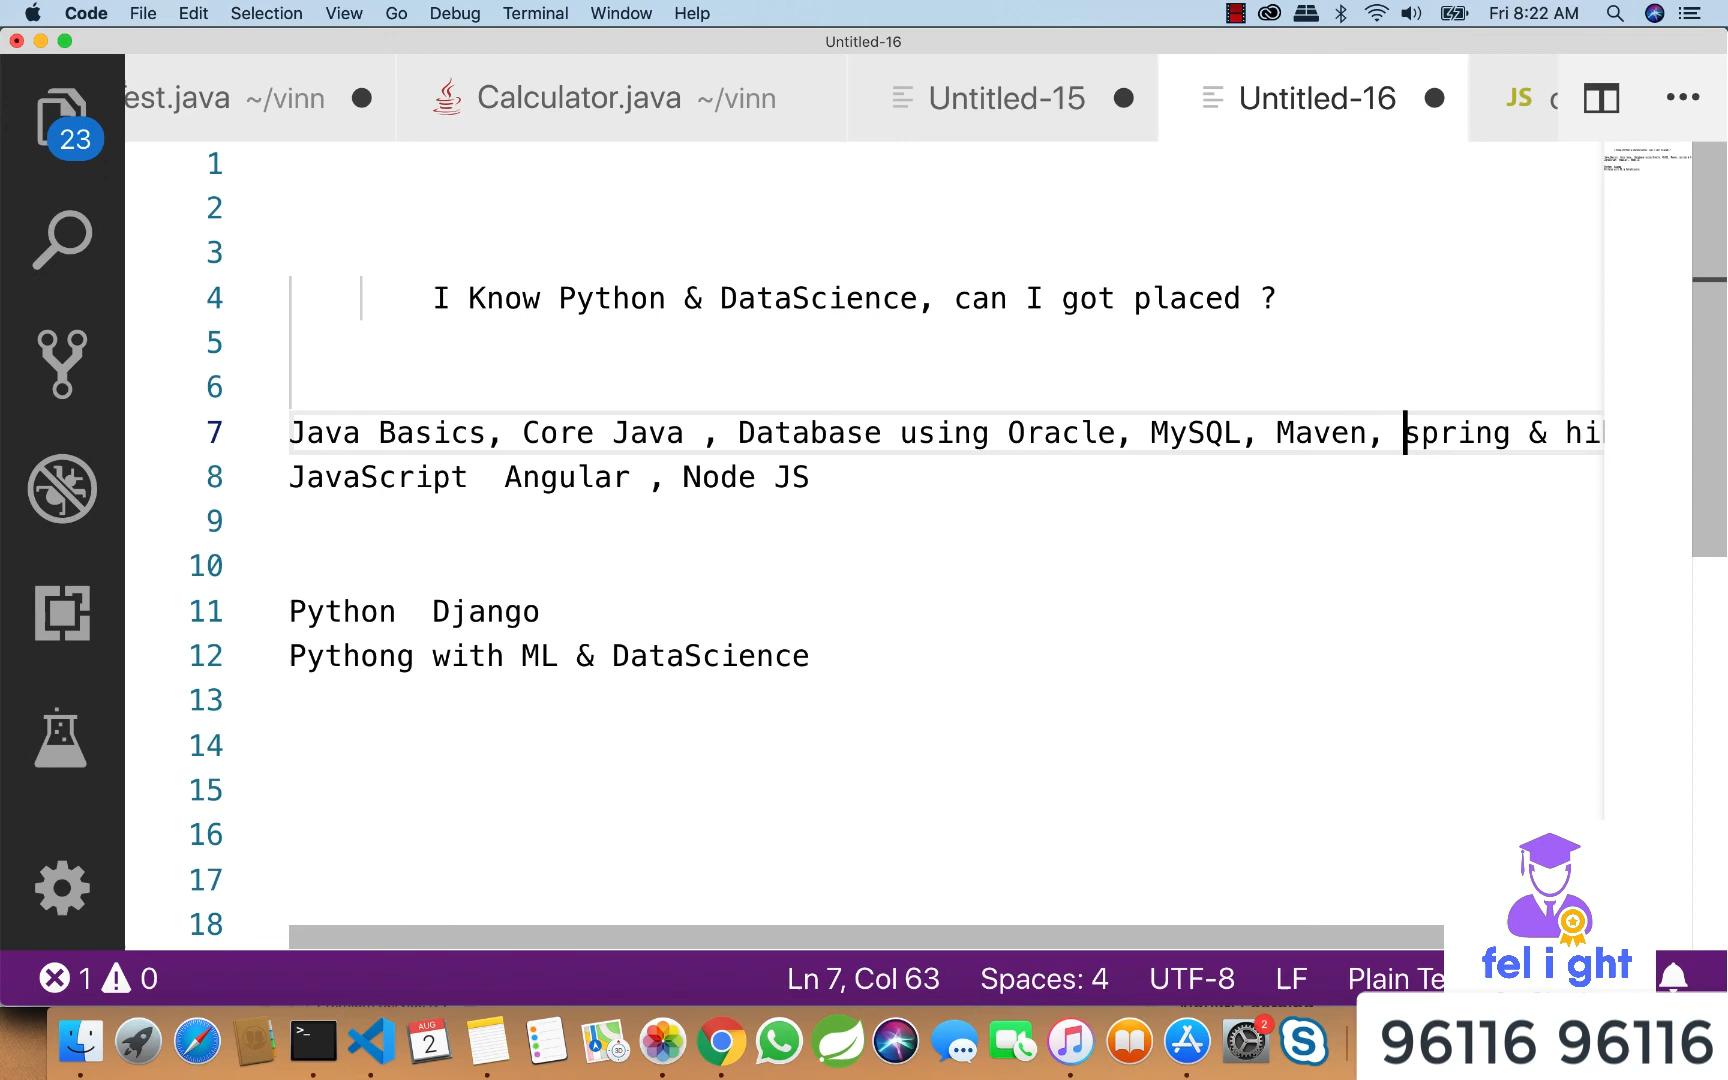 Code File Edit Selection View Go Debug Terminal Window Help Fri 8:22 AM
Untitled-16
est.java ~/vinn Calculator.java ~/vinn Untitled-15 Untitled-16 JS
23
1
2
3
4 I Know Python & DataScience, can I got placed ?
5
6
7 Java Basics, Core Java , Database using Oracle, MySQL, Maven, spring & hi
8 JavaScript Angular , Node JS
9
10
11 Python Django
12 Pythong with ML & DataScience
13
14
15
16
17
18
fel i ght
1 0 Ln 7, Col 63 Spaces: 4 UTF-8 LF Plain Te
AUG
2
3D
2
96116 96116